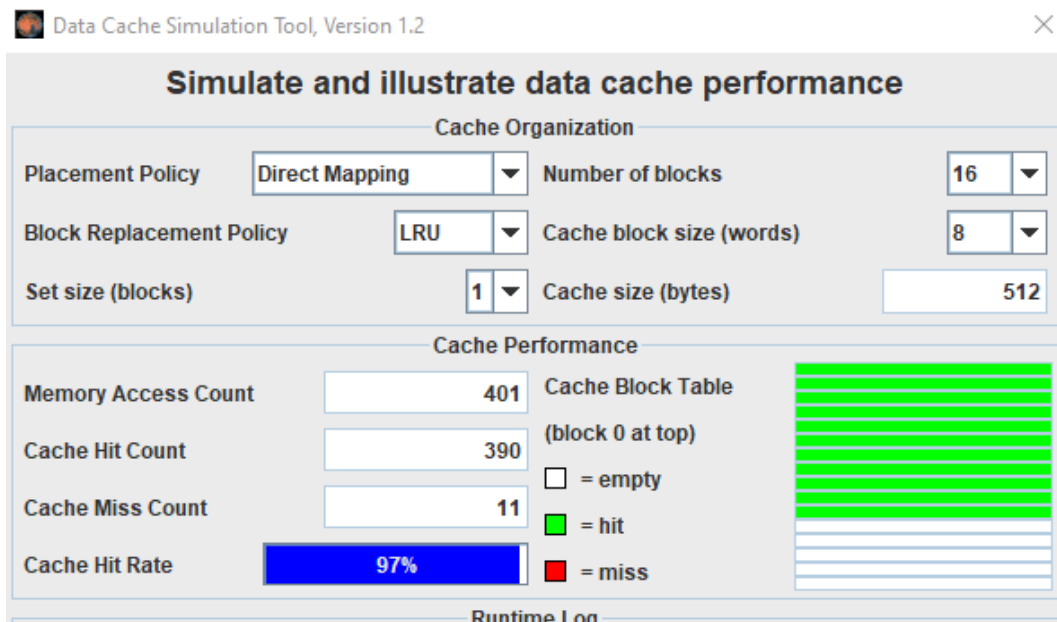 Data Cache Simulation Tool, Version 1.2
Simulate and illustrate data cache performance
Cache Organization
Placement Policy Direct Mapping Number of blocks 16
Block Replacement Policy LRU Cache block size (words) 8
Set size (blocks) 1 Cache size (bytes) 512
Cache Performance
Memory Access Count 401 Cache Block Table
(block 0 at top)
Cache Hit Count 390
= empty
Cache Miss Count 11
= hit
Cache Hit Rate 97%
= miss
Runtime Log